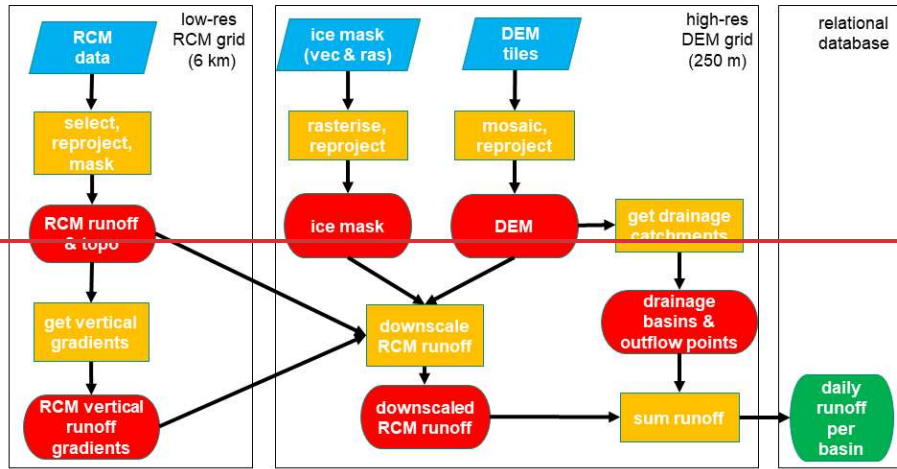 low-res
RCM grid
(6 km)
RCM
data
select,
reproject,
mask
RCM runoff
& topo
get vertical
gradients
RCM vertical
runoff
gradients
high-res
DEM grid
(250 m)
ice mask
(vec & ras)
DEM
tiles
rasterise,
reproject
mosaic,
reproject
ice mask
DEM
get drainage
catchments
downscale
RCM runoff
drainage
basins &
outflow points
downscaled
RCM runoff
sum runoff
relational
database
daily
runoff
per
basin